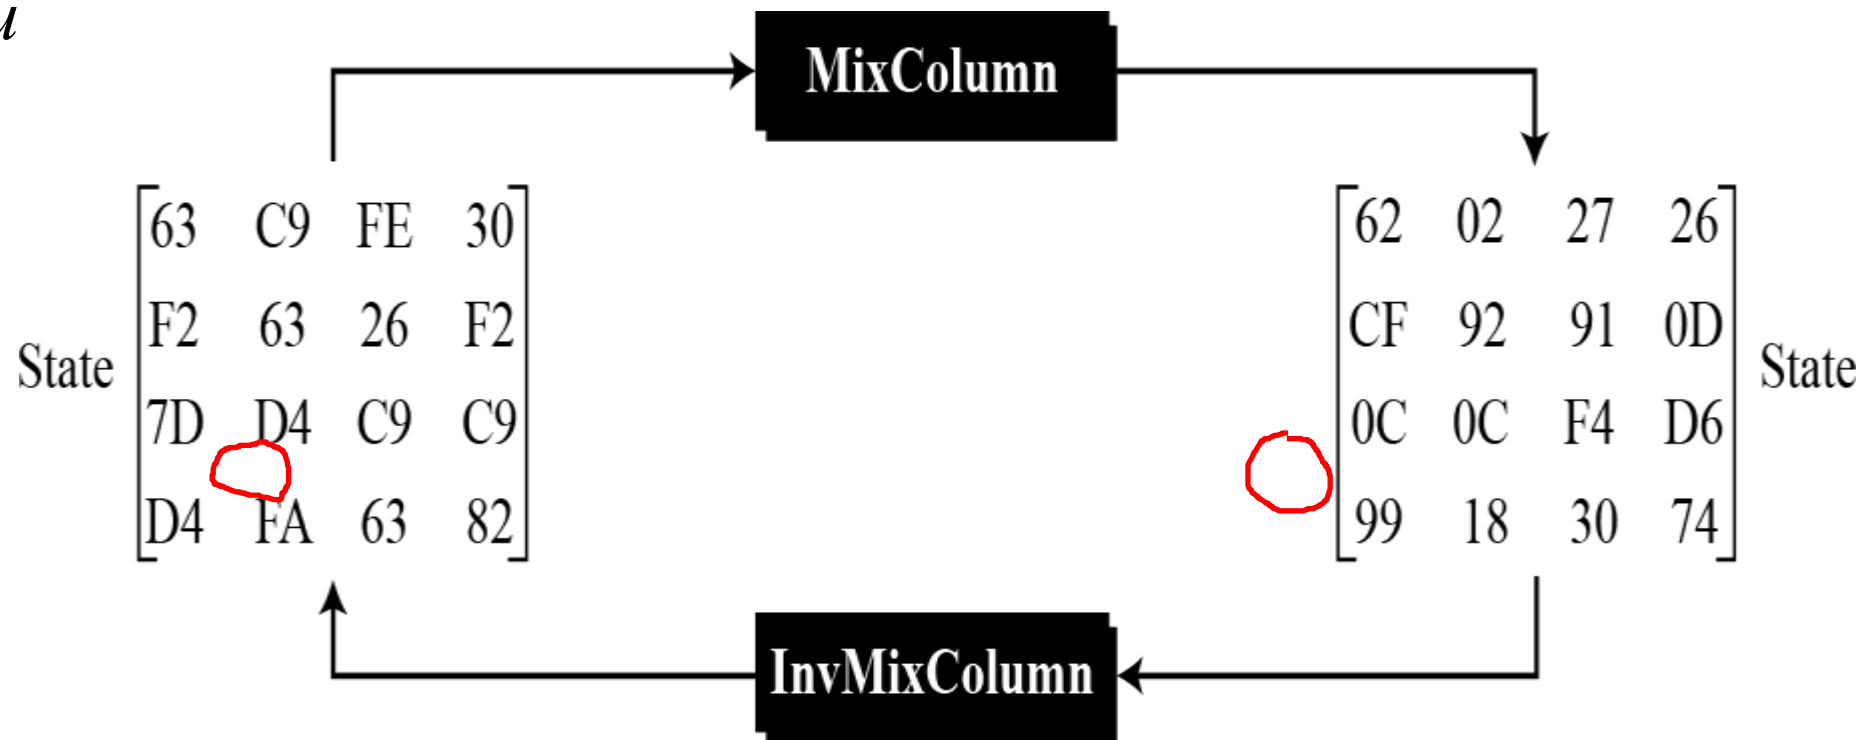 u
MixColumn
63 C9 FE 30
F2 63 26 F2
7D D4 C9 C9
D4 FA 63 82
State
62 02 27 26
CF 92 91 0D
0C 0C F4 D6
99 18 30 74
State
InvMixColumn